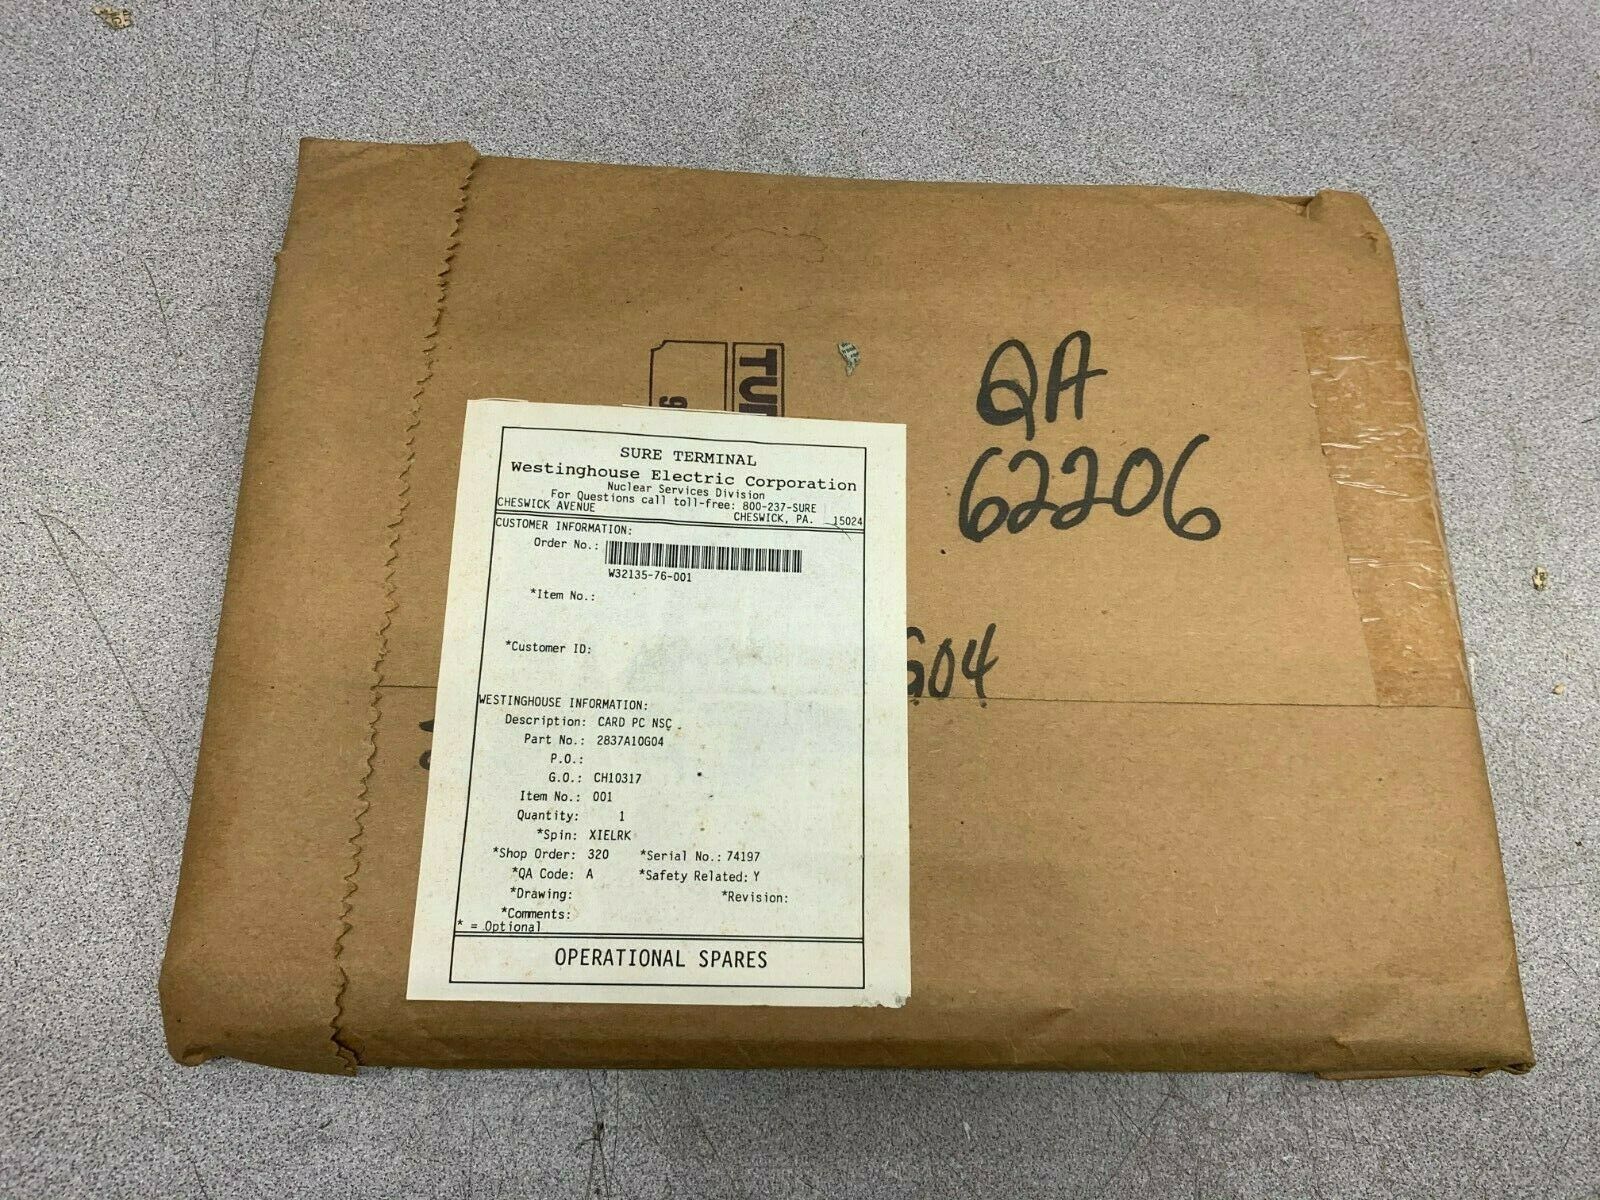 QA
62206
G04
SURE TERMINAL
Westinghouse Electric Corporation
Nuclear Services Division
For Questions call toll-free: 800-237-SURE
CHESWICK AVENUE CHESWICK, PA. 15024
CUSTOMER INFORMATION:
Order No.:
W32135-76-001
*Item No.:
*Customer ID:
WESTINGHOUSE INFORMATION:
Description: CARD PC NSC
Part No.: 2837A10G04
P.O.:
G.O.: CH10317
Item No.: 001
Quantity: 1
*Spin: XIELRK
*Shop Order: 320 *Serial No.: 74197
*QA Code: A *Safety Related: Y
*Drawing: *Revision:
*Comments:
* = Optional
OPERATIONAL SPARES